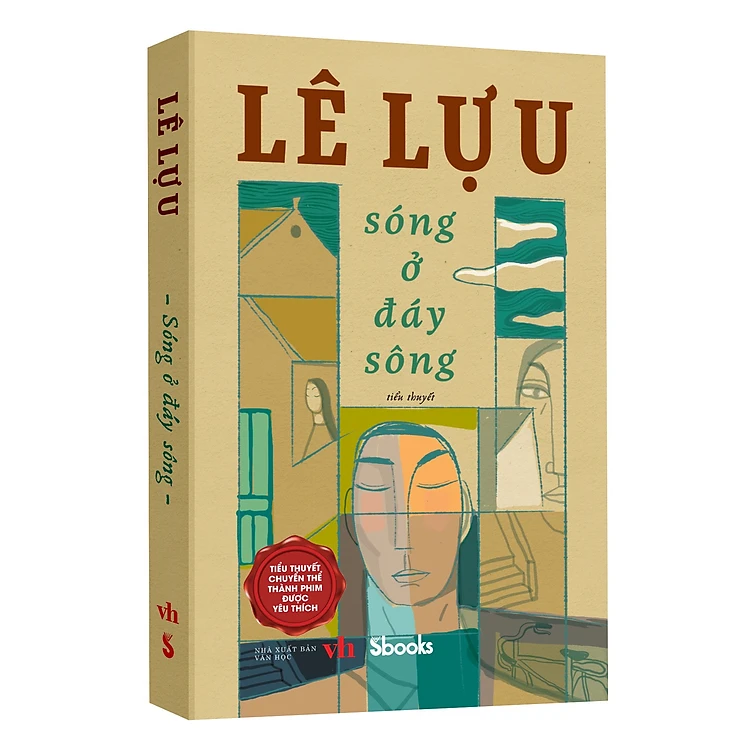 LÊ LỰU
sóng
ở
đáy
sông
tiểu thuyết
TIỂU THUYẾT
CHUYỂN THỂ
THÀNH PHIM
ĐƯỢC
YÊU THÍCH
NHÀ XUẤT BẢN
VĂN HỌC
vh
Sbooks
LÊ LỰU
– Sóng ở đáy sông –
vh
S